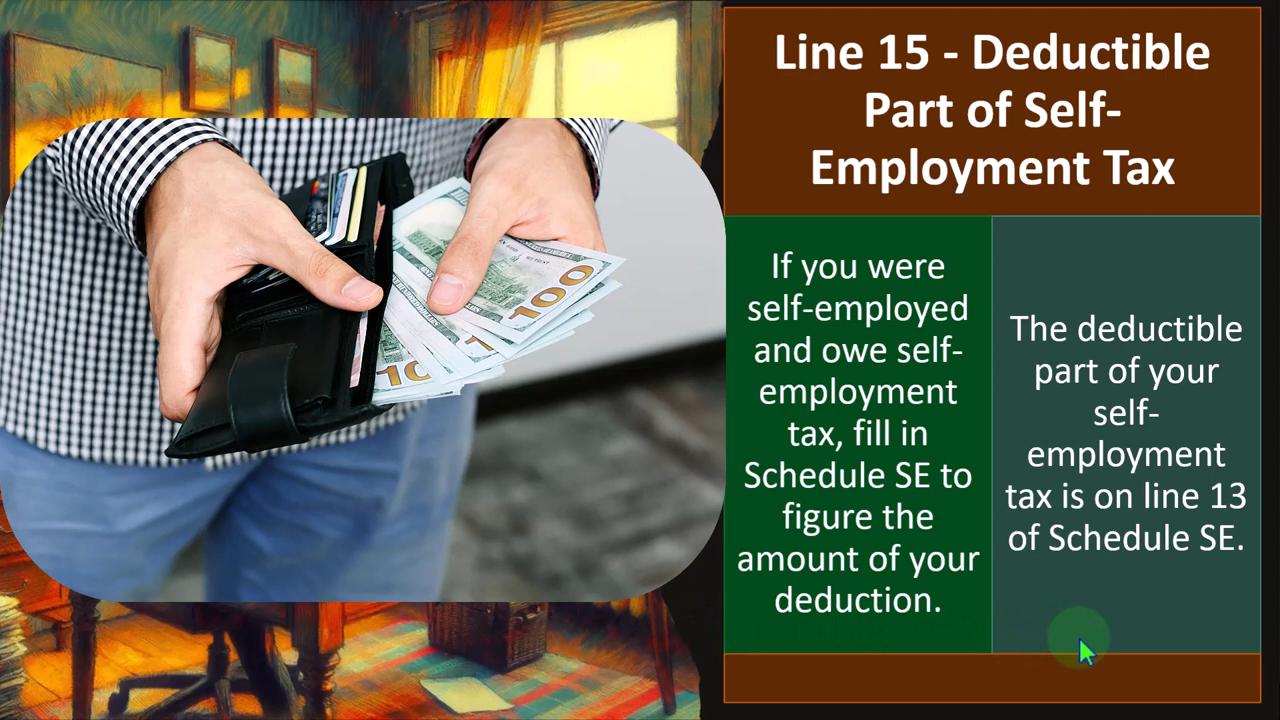 Line 15 - Deductible
Part of Self-
Employment Tax
If you were
self-employed
and owe self-
employment
tax, fill in
Schedule SE to
figure the
amount of your
deduction.
The deductible
part of your
self-
employment
tax is on line 13
of Schedule SE.
100
10